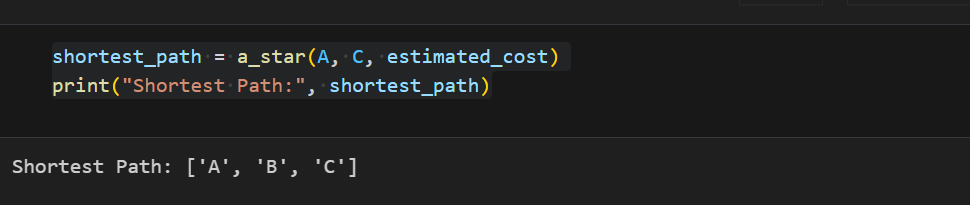 shortest_path = a_star(A, C, estimated_cost)
print("Shortest Path:", shortest_path)
Shortest Path: ['A', 'B', 'C']